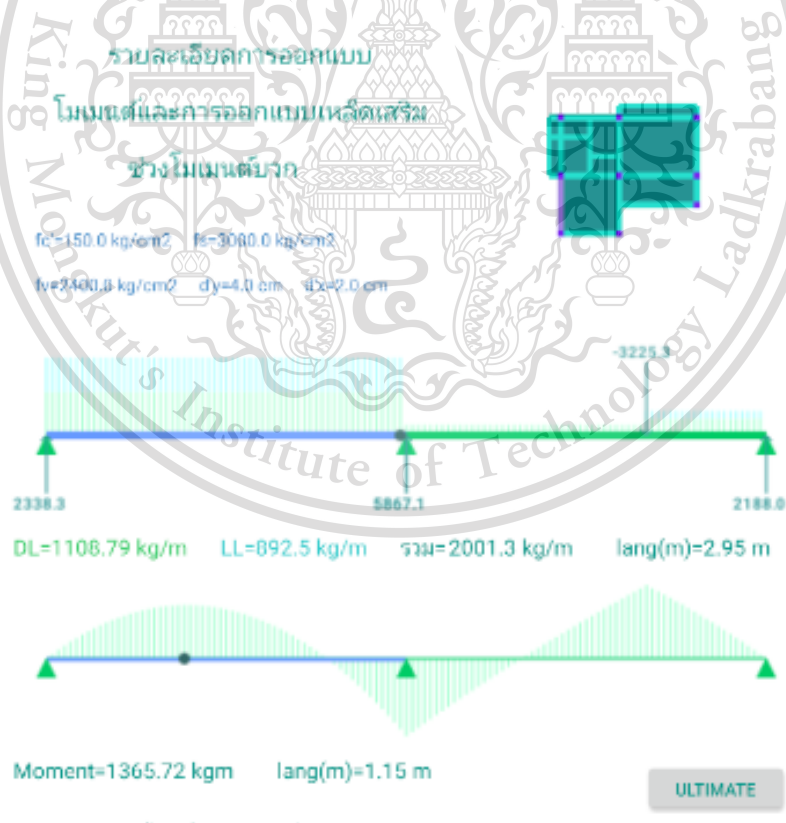 รายละเอียดการออกแบบ
โมเมนต์และการออกแบบเหล็กเสริม
ช่วงโมเมนต์บวก
fc'=150.0 kg/cm2 fs=3000.0 kg/cm2
fv=2400.0 kg/cm2 d'y=4.0 cm d'x=2.0 cm
-3225.3
2338.3 5867.1 2188.0
DL=1108.79 kg/m LL=892.5 kg/m รวม=2001.3 kg/m lang(m)=2.95 m
Moment=1365.72 kgm lang(m)=1.15 m
ULTIMATE
King Mongkut's Institute of Technology Ladkrabang